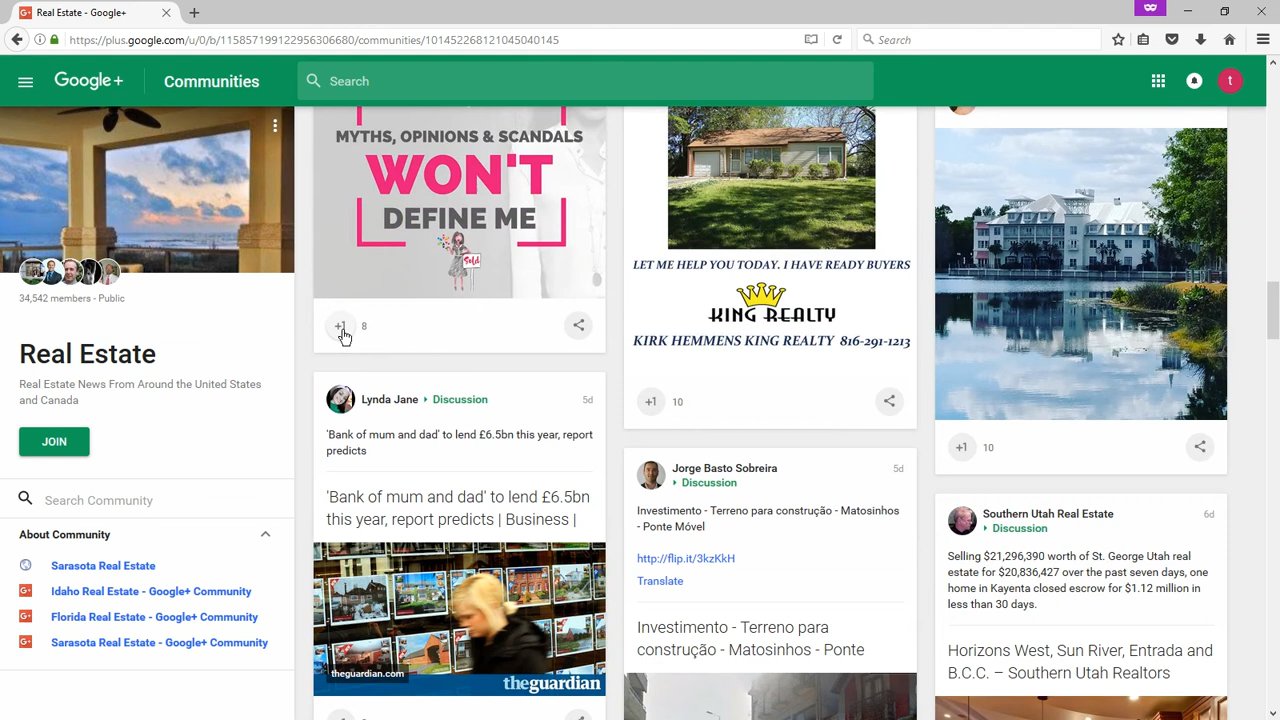 Real Estate - Google+
https://plus.google.com/u/0/b/115857199122956306680/communities/101452268121045040145
Search
Google+
Communities
Search
t
34,542 members - Public
Real Estate
Real Estate News From Around the United States
and Canada
JOIN
Search Community
About Community
Sarasota Real Estate
Idaho Real Estate - Google+ Community
Florida Real Estate - Google+ Community
Sarasota Real Estate - Google+ Community
MYTHS, OPINIONS & SCANDALS
WON'T
DEFINE ME
Sold
+1 8
Lynda Jane Discussion 5d
'Bank of mum and dad' to lend £6.5bn this year, report
predicts
'Bank of mum and dad' to lend £6.5bn
this year, report predicts | Business |
theguardian.com
theguardian
LET ME HELP YOU TODAY. I HAVE READY BUYERS
KING REALTY
KIRK HEMMENS KING REALTY 816-291-1213
+1 10
Jorge Basto Sobreira 5d
Discussion
Investimento - Terreno para construção - Matosinhos
- Ponte Móvel
http://flip.it/3kzKkH
Translate
Investimento - Terreno para
construção - Matosinhos - Ponte
+1 10
Southern Utah Real Estate 6d
Discussion
Selling $21,296,390 worth of St. George Utah real
estate for $20,836,427 over the past seven days, one
home in Kayenta closed escrow for $1.12 million in
less than 30 days.
Horizons West, Sun River, Entrada and
B.C.C. – Southern Utah Realtors